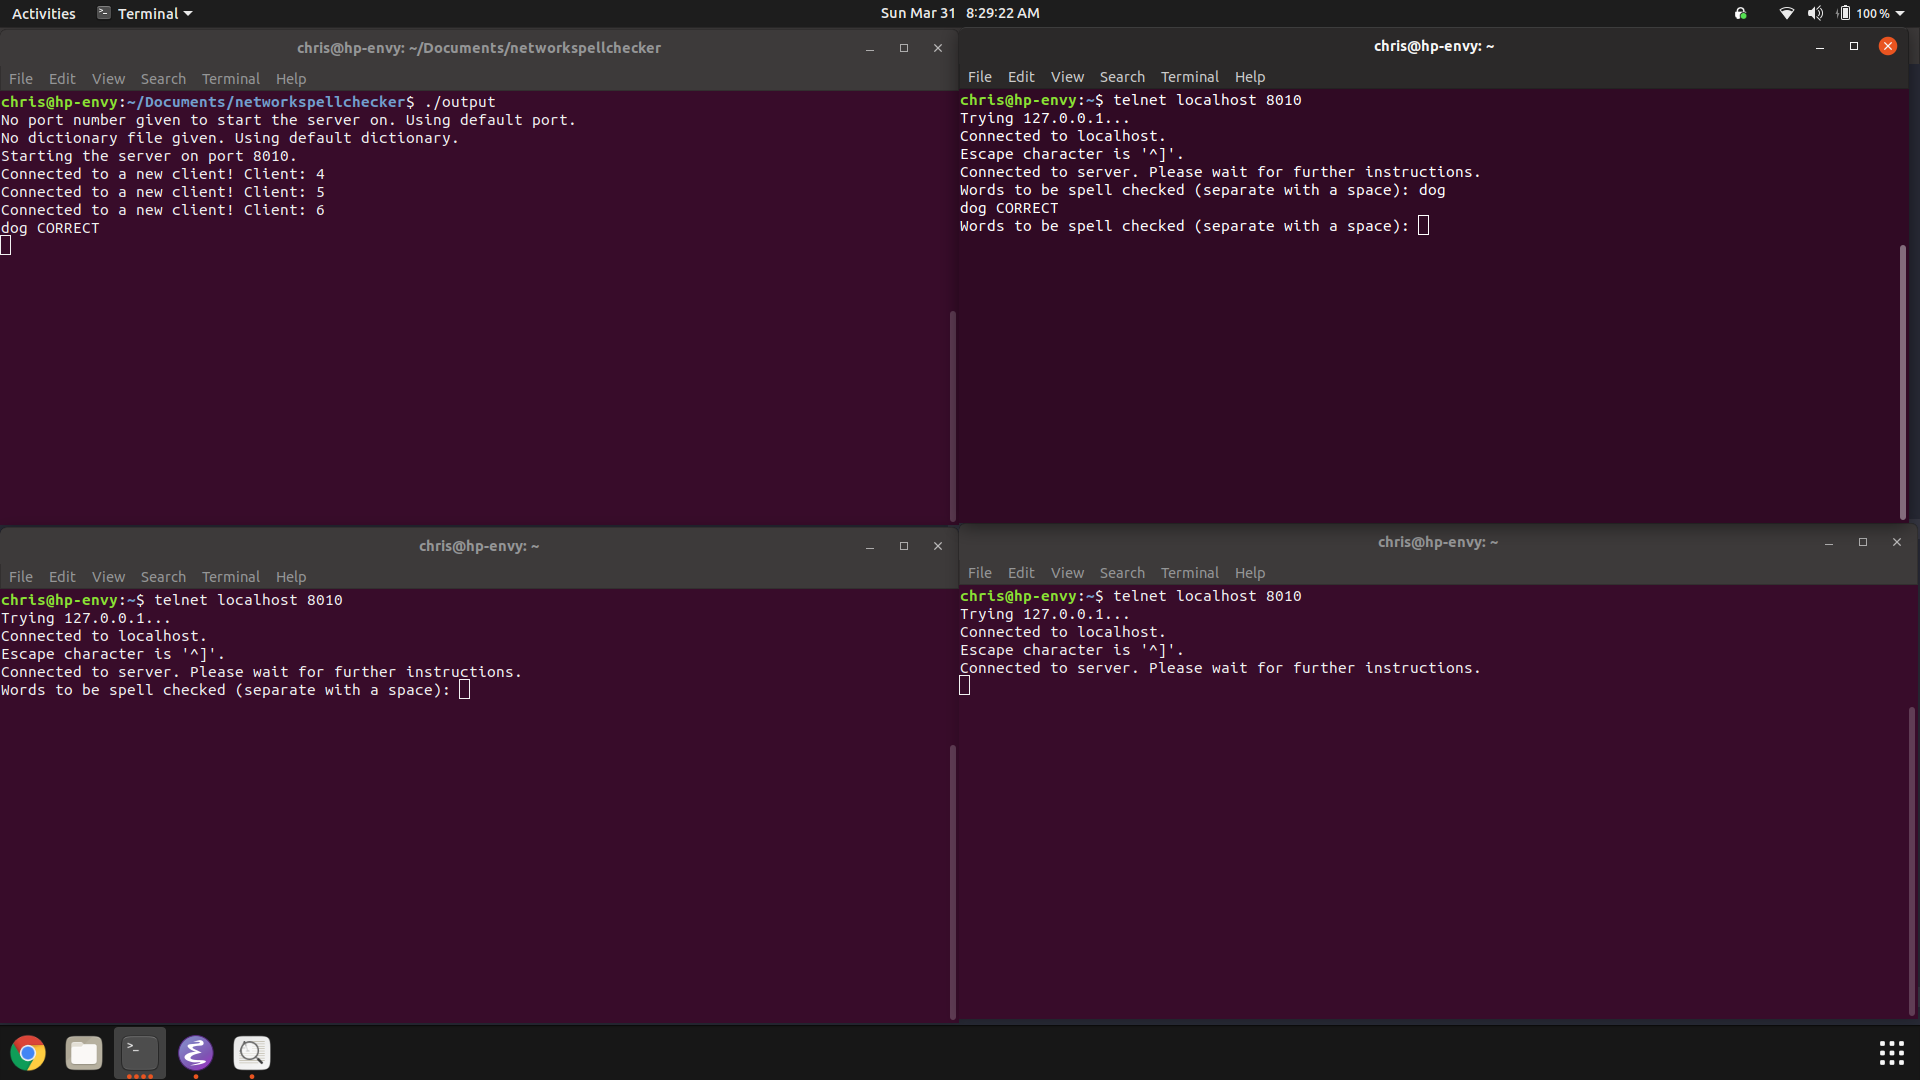 Activities Terminal Sun Mar 31 8:29:22 AM 100 %
chris@hp-envy: ~/Documents/networkspellchecker
File Edit View Search Terminal Help
chris@hp-envy:~/Documents/networkspellchecker$ ./output
No port number given to start the server on. Using default port.
No dictionary file given. Using default dictionary.
Starting the server on port 8010.
Connected to a new client! Client: 4
Connected to a new client! Client: 5
Connected to a new client! Client: 6
dog CORRECT
chris@hp-envy: ~
File Edit View Search Terminal Help
chris@hp-envy:~$ telnet localhost 8010
Trying 127.0.0.1...
Connected to localhost.
Escape character is '^]'.
Connected to server. Please wait for further instructions.
Words to be spell checked (separate with a space): dog
dog CORRECT
Words to be spell checked (separate with a space):
chris@hp-envy: ~
File Edit View Search Terminal Help
chris@hp-envy:~$ telnet localhost 8010
Trying 127.0.0.1...
Connected to localhost.
Escape character is '^]'.
Connected to server. Please wait for further instructions.
Words to be spell checked (separate with a space):
chris@hp-envy: ~
File Edit View Search Terminal Help
chris@hp-envy:~$ telnet localhost 8010
Trying 127.0.0.1...
Connected to localhost.
Escape character is '^]'.
Connected to server. Please wait for further instructions.